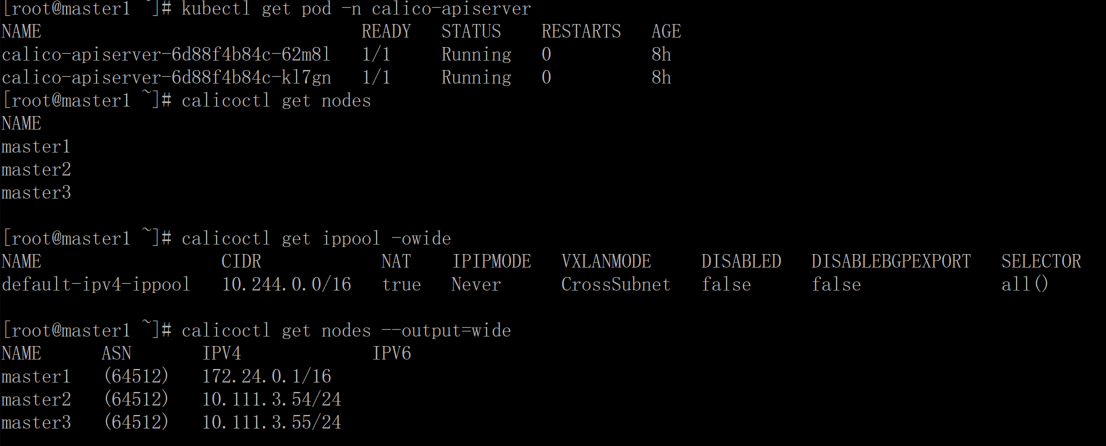 [root@master1 ~]# kubectl get pod -n calico-apiserver
NAME READY STATUS RESTARTS AGE
calico-apiserver-6d88f4b84c-62m8l 1/1 Running 0 8h
calico-apiserver-6d88f4b84c-kl7gn 1/1 Running 0 8h
[root@master1 ~]# calicoctl get nodes
NAME
master1
master2
master3
[root@master1 ~]# calicoctl get ippool -owide
NAME CIDR NAT IPIPMODE VXLANMODE DISABLED DISABLEBGPEXPORT SELECTOR
default-ipv4-ippool 10.244.0.0/16 true Never CrossSubnet false false all()
[root@master1 ~]# calicoctl get nodes --output=wide
NAME ASN IPV4 IPV6
master1 (64512) 172.24.0.1/16
master2 (64512) 10.111.3.54/24
master3 (64512) 10.111.3.55/24